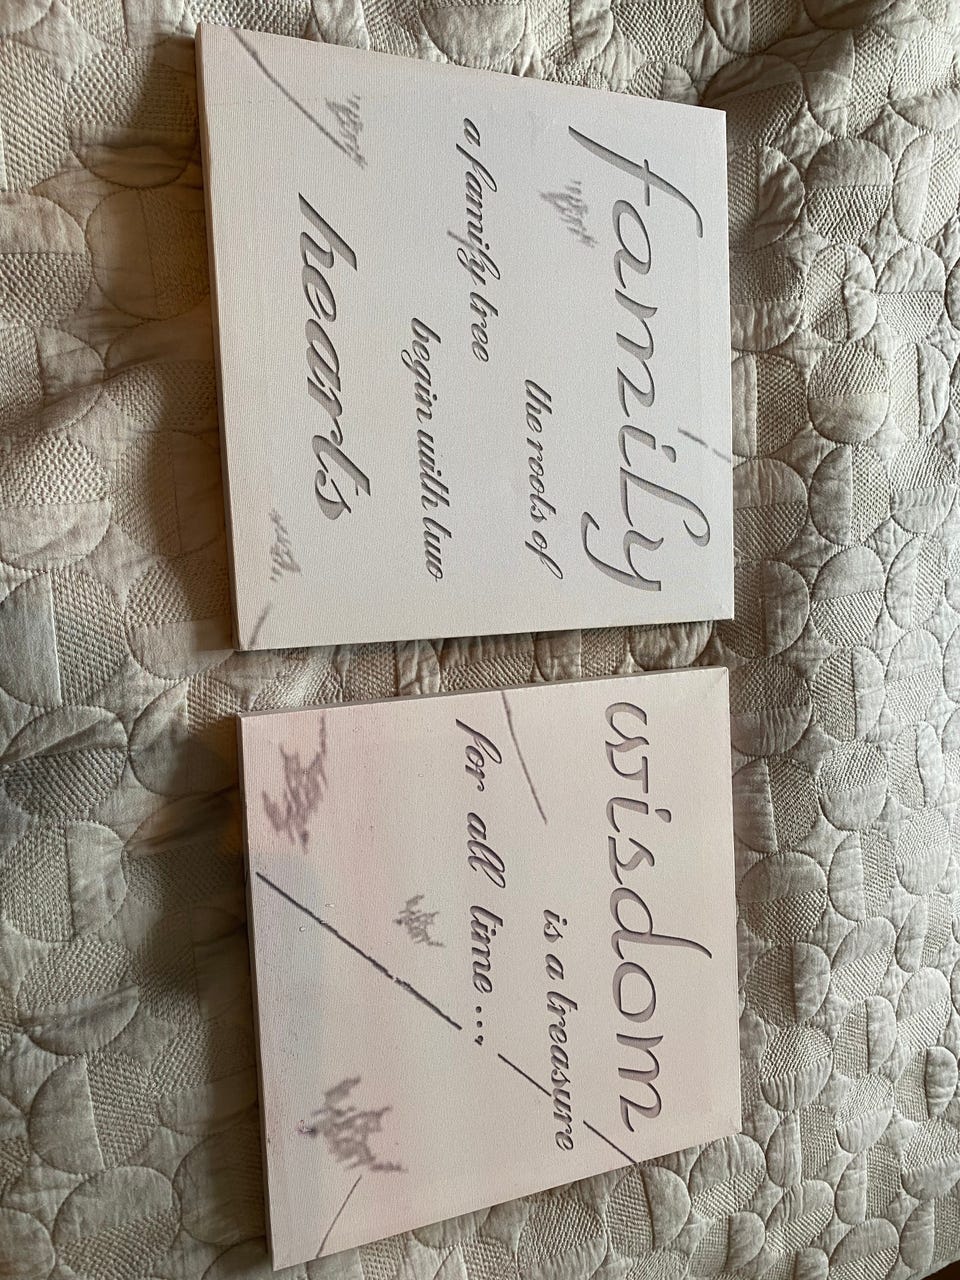 family
the roots of
a family tree
begin with two
hearts
wisdom
is a treasure
for all time....